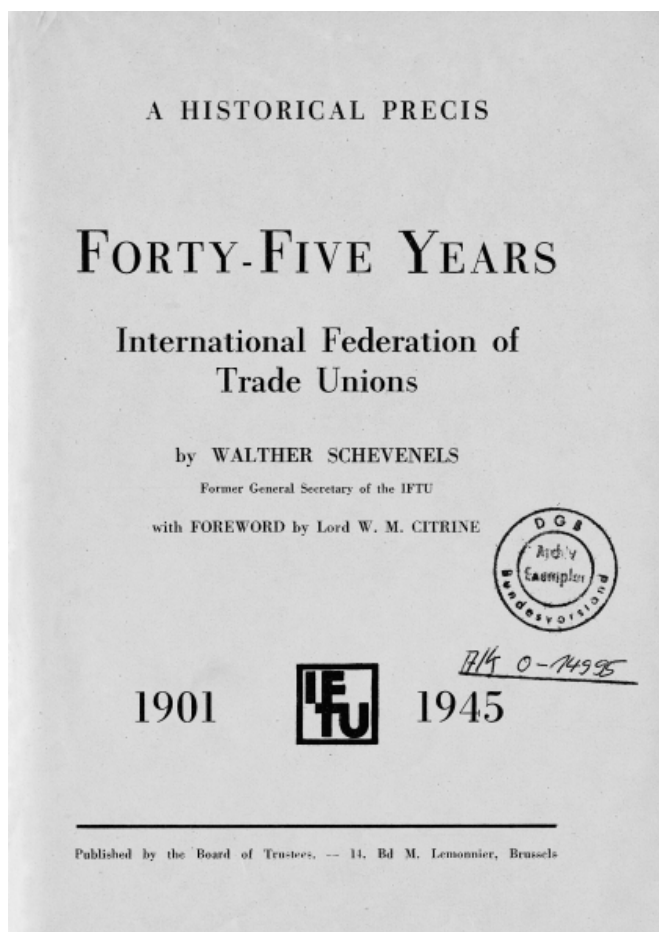 A HISTORICAL PRECIS
FORTY-FIVE YEARS
International Federation of
Trade Unions
by WALTHER SCHEVENELS
Former General Secretary of the IFTU
with FOREWORD by Lord W. M. CITRINE
DGB
Archiv
Exemplar
Bundesvorstand
0-14995
1901
IFTU
1945
Published by the Board of Trustees. — 14, Bd M. Lemonnier, Brussels